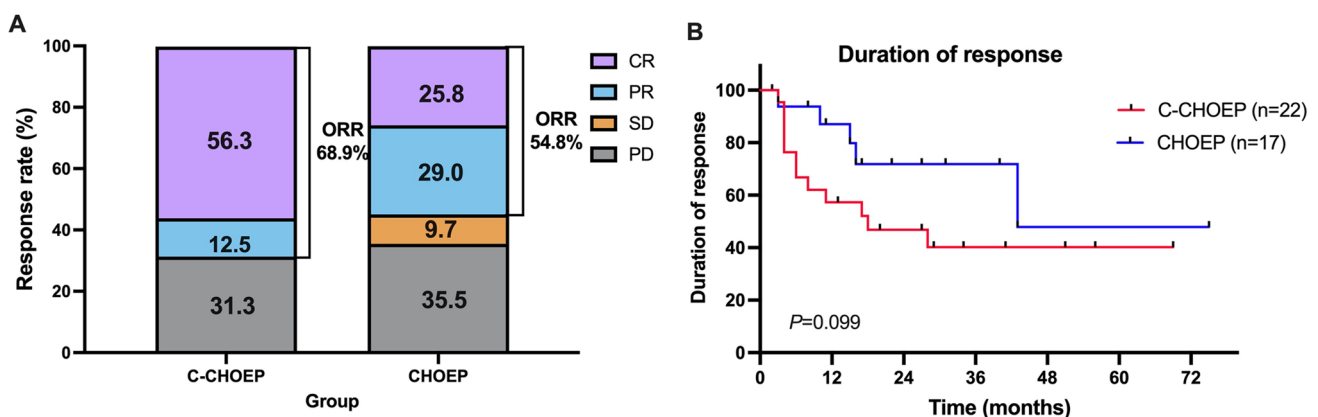 A
Response rate (%)
100
80
60
40
20
0
56.3
12.5
31.3
ORR
68.9%
25.8
29.0
9.7
35.5
ORR
54.8%
CR
PR
SD
PD
C-CHOEP
CHOEP
Group
B
Duration of response
Duration of response
100
80
60
40
20
0
C-CHOEP (n=22)
CHOEP (n=17)
P=0.099
0 12 24 36 48 60 72
Time (months)